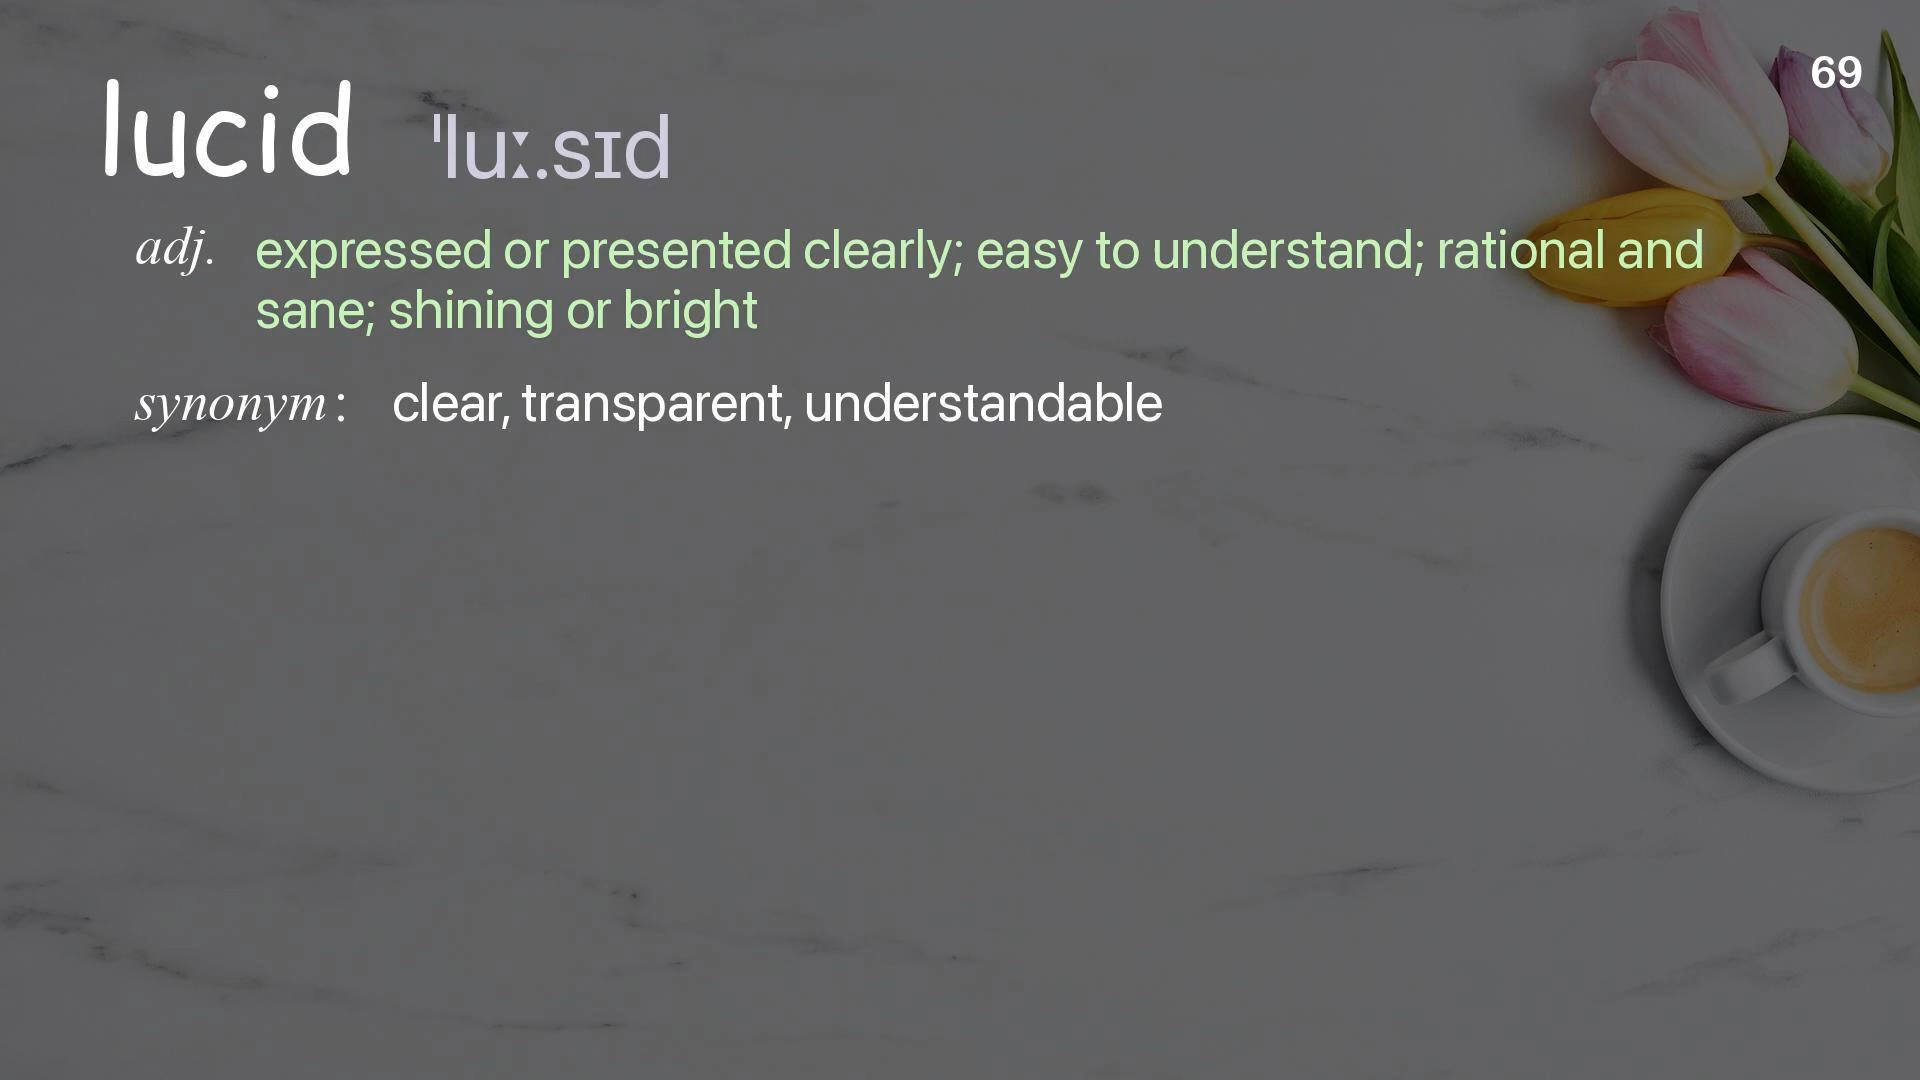 69
lucid ˈluː.sɪd
adj. expressed or presented clearly; easy to understand; rational and
sane; shining or bright
synonym: clear, transparent, understandable